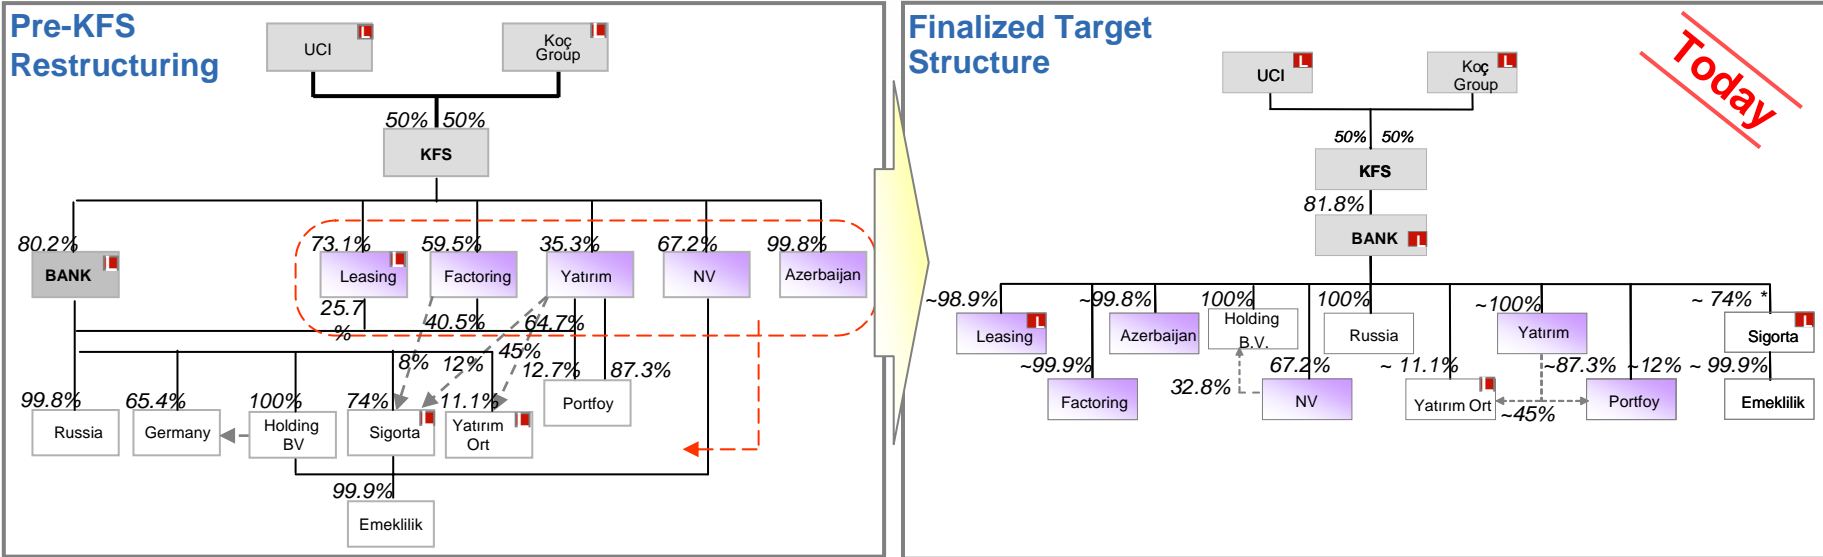 Pre-KFS
Restructuring
UCI
L
Koç
Group
L
50% 50%
KFS
80.2%
73.1%
59.5%
35.3%
67.2%
99.8%
BANK
L
Leasing
L
Factoring
Yatırım
NV
Azerbaijan
25.7
%
40.5%
64.7%
8%
12%
45%
12.7%
87.3%
99.8%
65.4%
100%
74%
11.1%
Portfoy
Russia
Germany
Holding
BV
Sigorta
L
Yatırım
Ort
L
99.9%
Emeklilik
Finalized Target
Structure
Today
UCI
L
Koç
Group
L
50% 50%
KFS
81.8%
BANK
L
~98.9%
~99.8%
100%
100%
~100%
~ 74% *
Leasing
L
Azerbaijan
Holding
B.V.
Russia
Yatırım
Sigorta
L
~99.9%
32.8%
67.2%
~ 11.1%
~87.3%
~12%
~ 99.9%
Factoring
NV
Yatırım Ort
L
~45%
Portfoy
Emeklilik